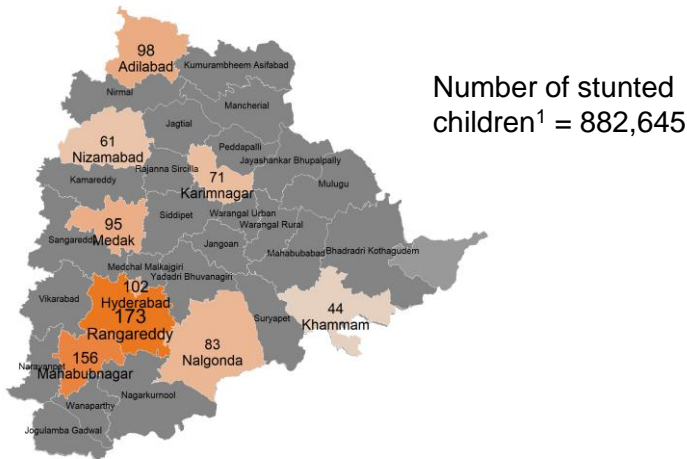 98
Adilabad
Kumurambheem Asifabad
Nirmal
Mancherial
Jagtial
61
Nizamabad
Peddapalli
Jayashankar Bhupalpally
Rajanna Sircilla
71
Karimnagar
Kamareddy
Mulugu
95
Medak
Siddipet
Warangal Urban
Warangal Rural
Sangareddy
Jangoan
Mahabubabad
Bhadradri Kothagudem
Medchal Malkajgiri
Yadadri Bhuvanagiri
102
Hyderabad
Vikarabad
173
Rangareddy
Suryapet
44
Khammam
83
Nalgonda
156
Narayanpet
Mahabubnagar
Nagarkurnool
Wanaparthy
Jogulamba Gadwal
Number of stunted
children¹ = 882,645